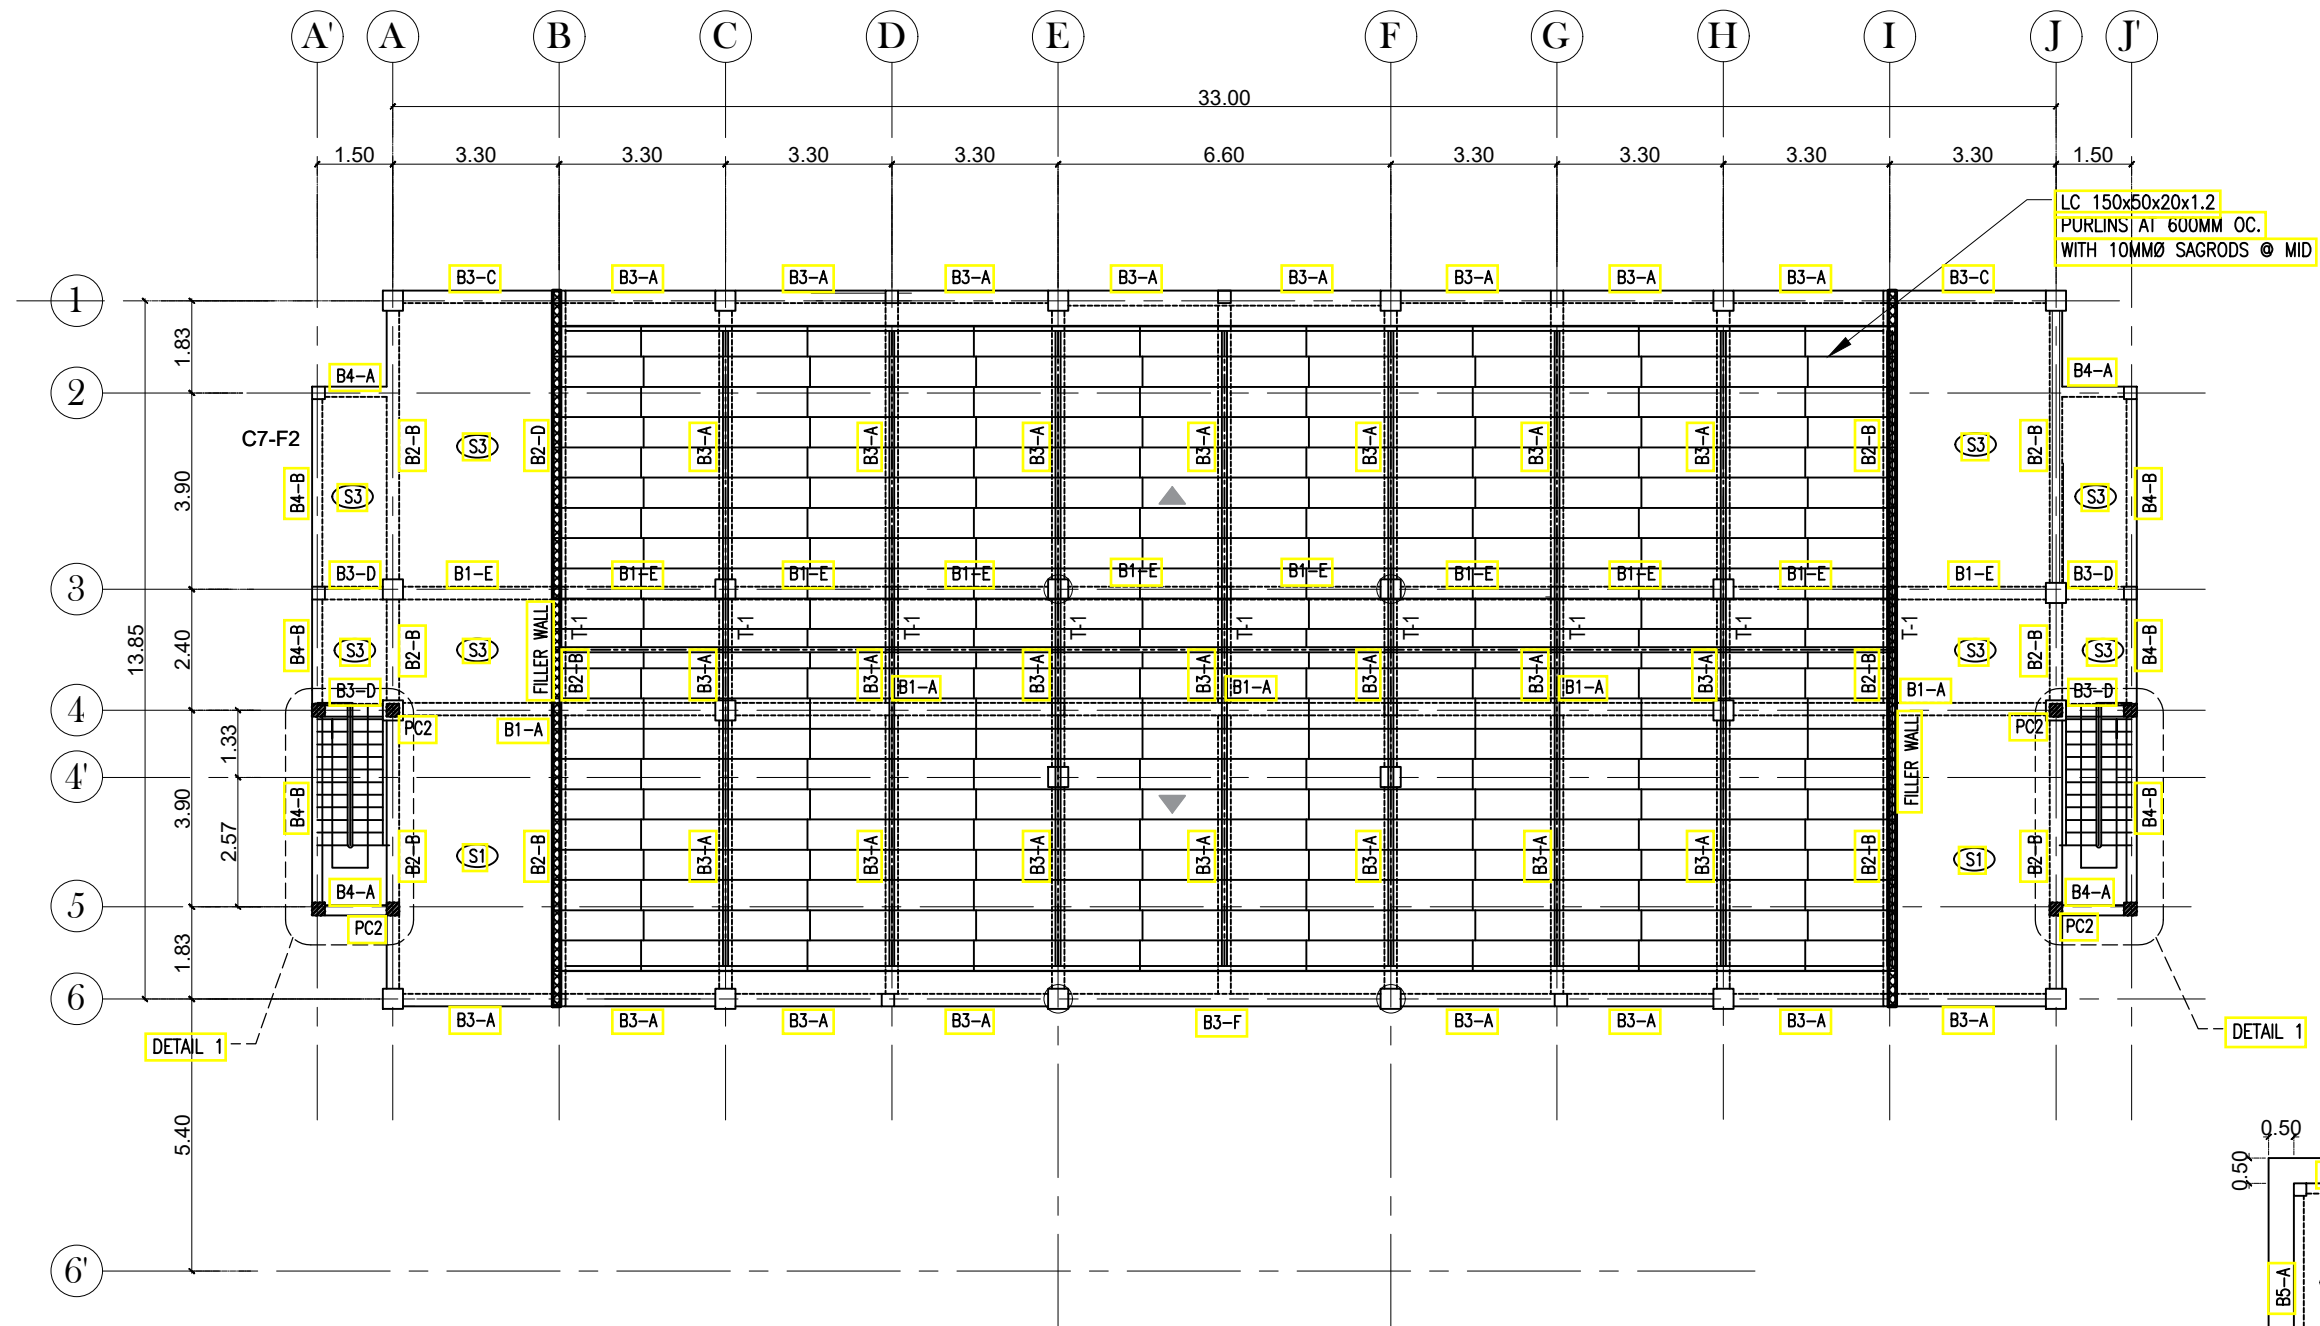 A' A B C D E F G H I J J'
33.00
1.50 3.30 3.30 3.30 3.30 6.60 3.30 3.30 3.30 3.30 1.50
LC 150x50x20x1.2
PURLINS AT 600MM OC.
WITH 10MMØ SAGRODS @ MID
B3-C B3-A B3-A B3-A B3-A B3-A B3-A B3-A B3-A B3-C
1
1.83
B4-A B4-A
2
C7-F2 B2-B S3 B2-D B3-A B3-A B3-A B3-A B3-A B3-A B3-A B2-B S3 B2-B
3.90
B4-B S3 S3 B4-B
B3-D B1-E B1-E B1-E B1-E B1-E B1-E B1-E B1-E B1-E B1-E B3-D
3
FILLER WALL T-1 T-1 T-1 T-1 T-1 T-1 T-1 T-1 T-1
13.85 2.40
B4-B S3 B2-B S3 B2-B B3-A B3-A B3-A B3-A B3-A B3-A B3-A B2-B S3 B2-B S3 B4-B
B3-D B1-A B1-A B1-A B1-A B3-D
4
PC2 B1-A PC2
1.33
FILLER WALL
4'
3.90 B4-B B4-B
2.57 B2-B S1 B2-B B3-A B3-A B3-A B3-A B3-A B3-A B3-A B2-B S1 B2-B
B4-A B4-A
5
PC2 PC2
1.83
6
B3-A B3-A B3-A B3-A B3-F B3-A B3-A B3-A B3-A
DETAIL 1 DETAIL 1
5.40
0.50
0.50
6'
B5-A